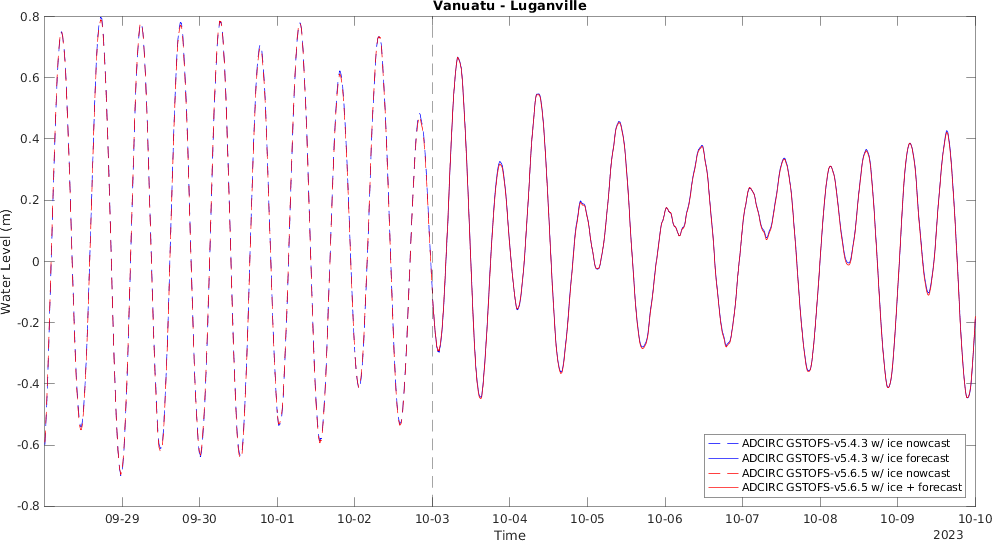 Vanuatu - Luganville
Water Level (m)
0.8
0.6
0.4
0.2
0
-0.2
-0.4
-0.6
-0.8
09-29 09-30 10-01 10-02 10-03 10-04 10-05 10-06 10-07 10-08 10-09 10-10
Time
2023
ADCIRC GSTOFS-v5.4.3 w/ ice nowcast
ADCIRC GSTOFS-v5.4.3 w/ ice forecast
ADCIRC GSTOFS-v5.6.5 w/ ice nowcast
ADCIRC GSTOFS-v5.6.5 w/ ice + forecast